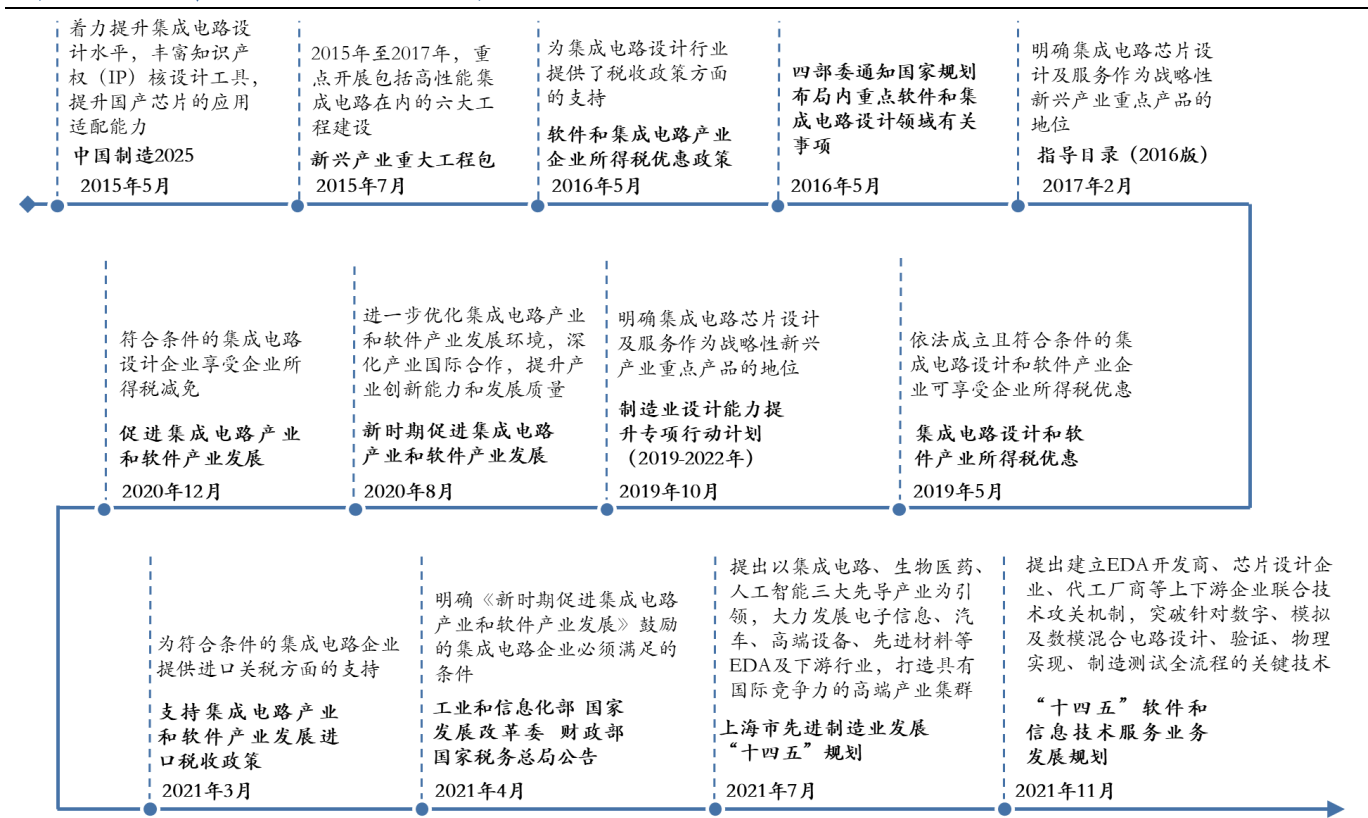 着力提升集成电路设
计水平，丰富知识产
权（IP）核设计工具，
提升国产芯片的应用
适配能力
中国制造2025
2015年5月
2015年至2017年，重
点开展包括高性能集
成电路在内的六大工
程建设
新兴产业重大工程包
2015年7月
为集成电路设计行业
提供了税收政策方面
的支持
软件和集成电路产业
企业所得税优惠政策
2016年5月
四部委通知国家规划
布局内重点软件和集
成电路设计领域有关
事项
2016年5月
明确集成电路芯片设
计及服务作为战略性
新兴产业重点产品的
地位
指导目录（2016版）
2017年2月
符合条件的集成电路
设计企业享受企业所
得税减免
促进集成电路产业
和软件产业发展
2020年12月
进一步优化集成电路产业
和软件产业发展环境，深
化产业国际合作，提升产
业创新能力和发展质量
新时期促进集成电路
产业和软件产业发展
2020年8月
明确集成电路芯片设计
及服务作为战略性新兴
产业重点产品的地位
制造业设计能力提
升专项行动计划
（2019-2022年）
2019年10月
依法成立且符合条件的集
成电路设计和软件产业企
业可享受企业所得税优惠
集成电路设计和软
件产业所得税优惠
2019年5月
为符合条件的集成电路企业
提供进口关税方面的支持
支持集成电路产业
和软件产业发展进
口税收政策
2021年3月
明确《新时期促进集成电路
产业和软件产业发展》鼓励
的集成电路企业必须满足的
条件
工业和信息化部 国家
发展改革委 财政部
国家税务总局公告
2021年4月
提出以集成电路、生物医药、
人工智能三大先导产业为引
领，大力发展电子信息、汽
车、高端设备、先进材料等
EDA及下游行业，打造具有
国际竞争力的高端产业集群
上海市先进制造业发展
“十四五”规划
2021年7月
提出建立EDA开发商、芯片设计企
业、代工厂商等上下游企业联合技
术攻关机制，突破针对数字、模拟
及数模混合电路设计、验证、物理
实现、制造测试全流程的关键技术
“十四五”软件和
信息技术服务业务
发展规划
2021年11月